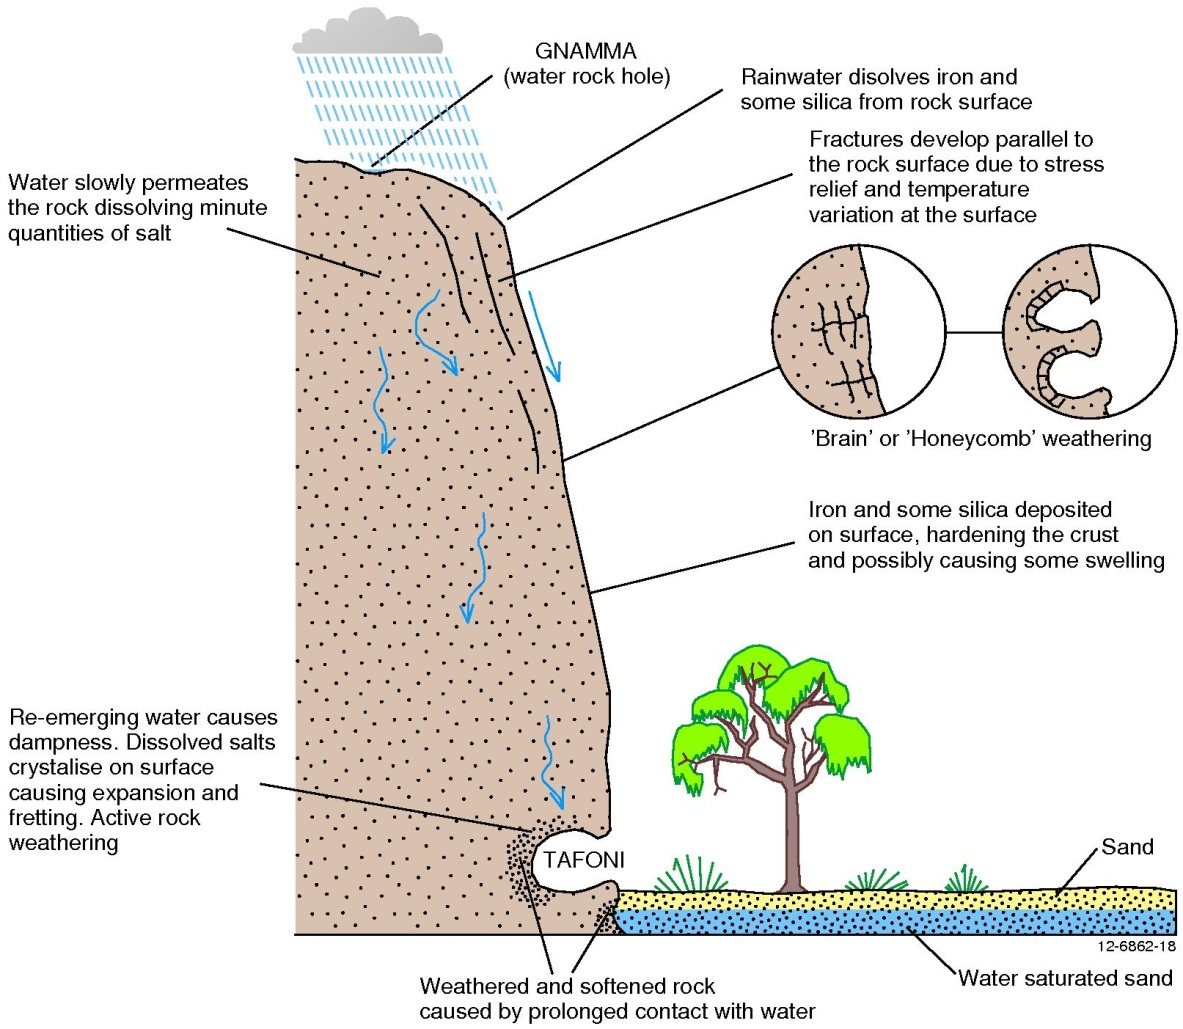 GNAMMA
(water rock hole)
Rainwater disolves iron and
some silica from rock surface
Fractures develop parallel to
the rock surface due to stress
relief and temperature
variation at the surface
Water slowly permeates
the rock dissolving minute
quantities of salt
'Brain' or 'Honeycomb' weathering
Iron and some silica deposited
on surface, hardening the crust
and possibly causing some swelling
Re-emerging water causes
dampness. Dissolved salts
crystalise on surface
causing expansion and
fretting. Active rock
weathering
TAFONI
Sand
12-6862-18
Water saturated sand
Weathered and softened rock
caused by prolonged contact with water